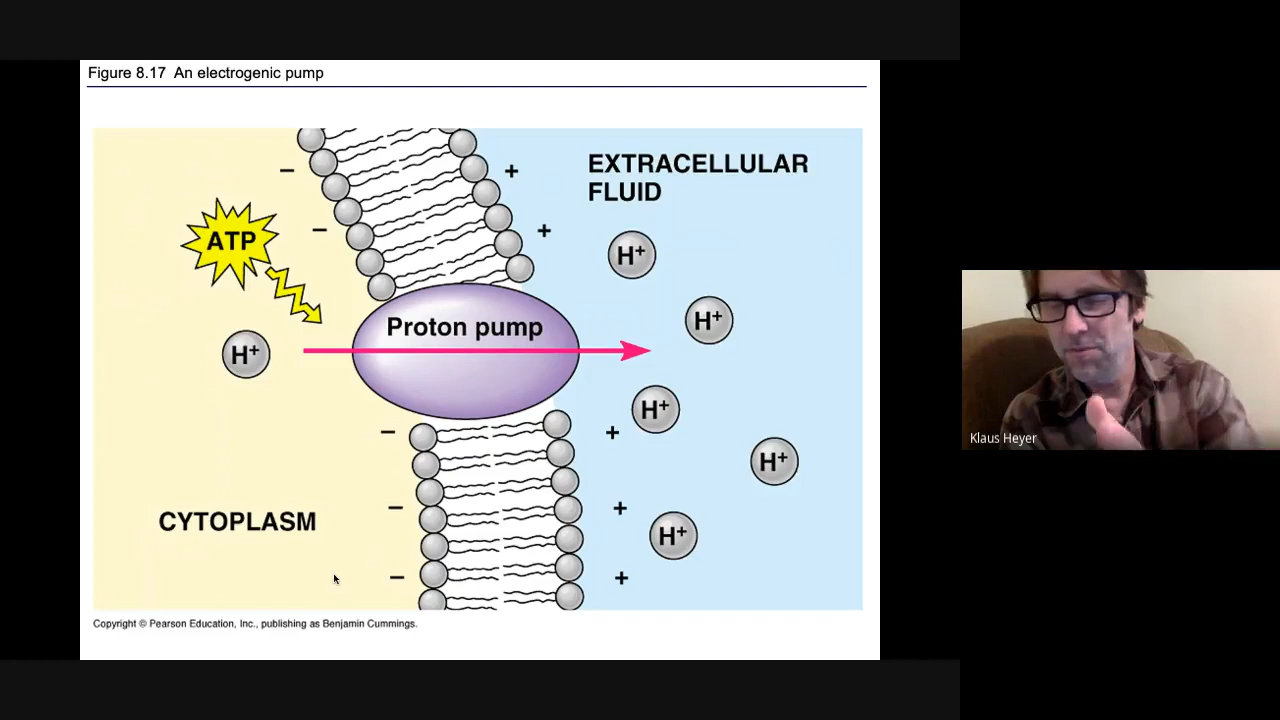 Figure 8.17 An electrogenic pump
EXTRACELLULAR
FLUID
−
+
−
+
ATP
H+
H+
Proton pump
H+
H+
−
+
H+
−
+
CYTOPLASM
H+
−
+
Copyright © Pearson Education, Inc., publishing as Benjamin Cummings.
Klaus Heyer